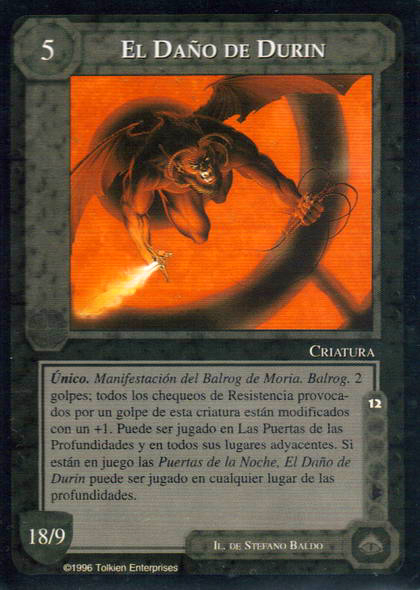 5
EL DAÑO DE DURIN
CRIATURA
Único. Manifestación del Balrog de Moria. Balrog. 2
golpes; todos los chequeos de Resistencia provoca-
dos por un golpe de esta criatura están modificados
con un +1. Puede ser jugado en Las Puertas de las
Profundidades y en todos sus lugares adyacentes. Si
están en juego las Puertas de la Noche, El Daño de
Durin puede ser jugado en cualquier lugar de las
profundidades.
12
18/9
IL. DE STEFANO BALDO
©1996 Tolkien Enterprises